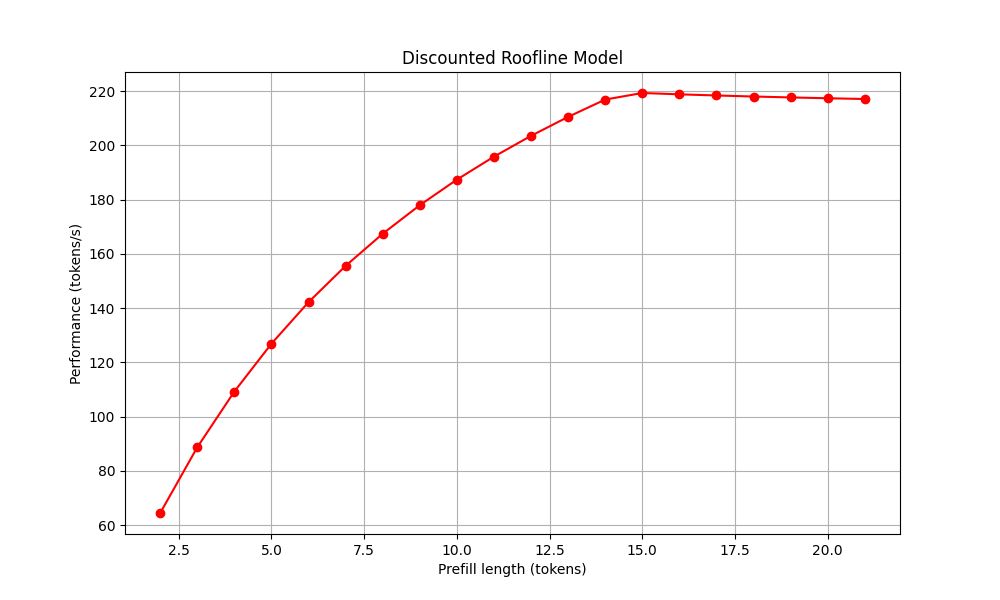 Discounted Roofline Model
Performance (tokens/s)
220
200
180
160
140
120
100
80
60
2.5 5.0 7.5 10.0 12.5 15.0 17.5 20.0
Prefill length (tokens)